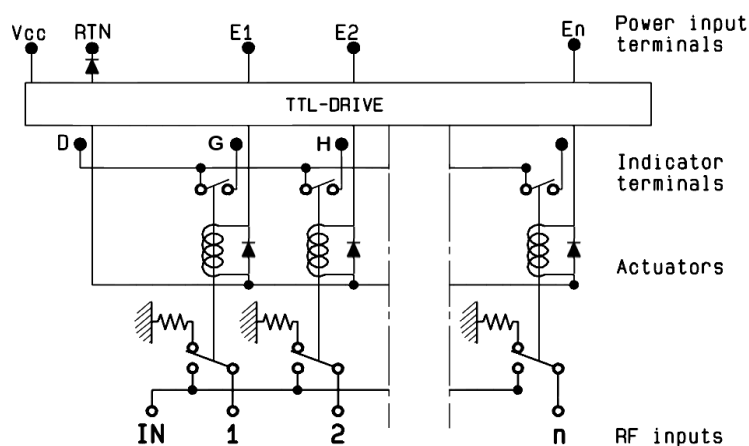 Vcc RTN E1 E2 En Power input
terminals
TTL-DRIVE
D G H Indicator
terminals
Actuators
IN 1 2 n RF inputs